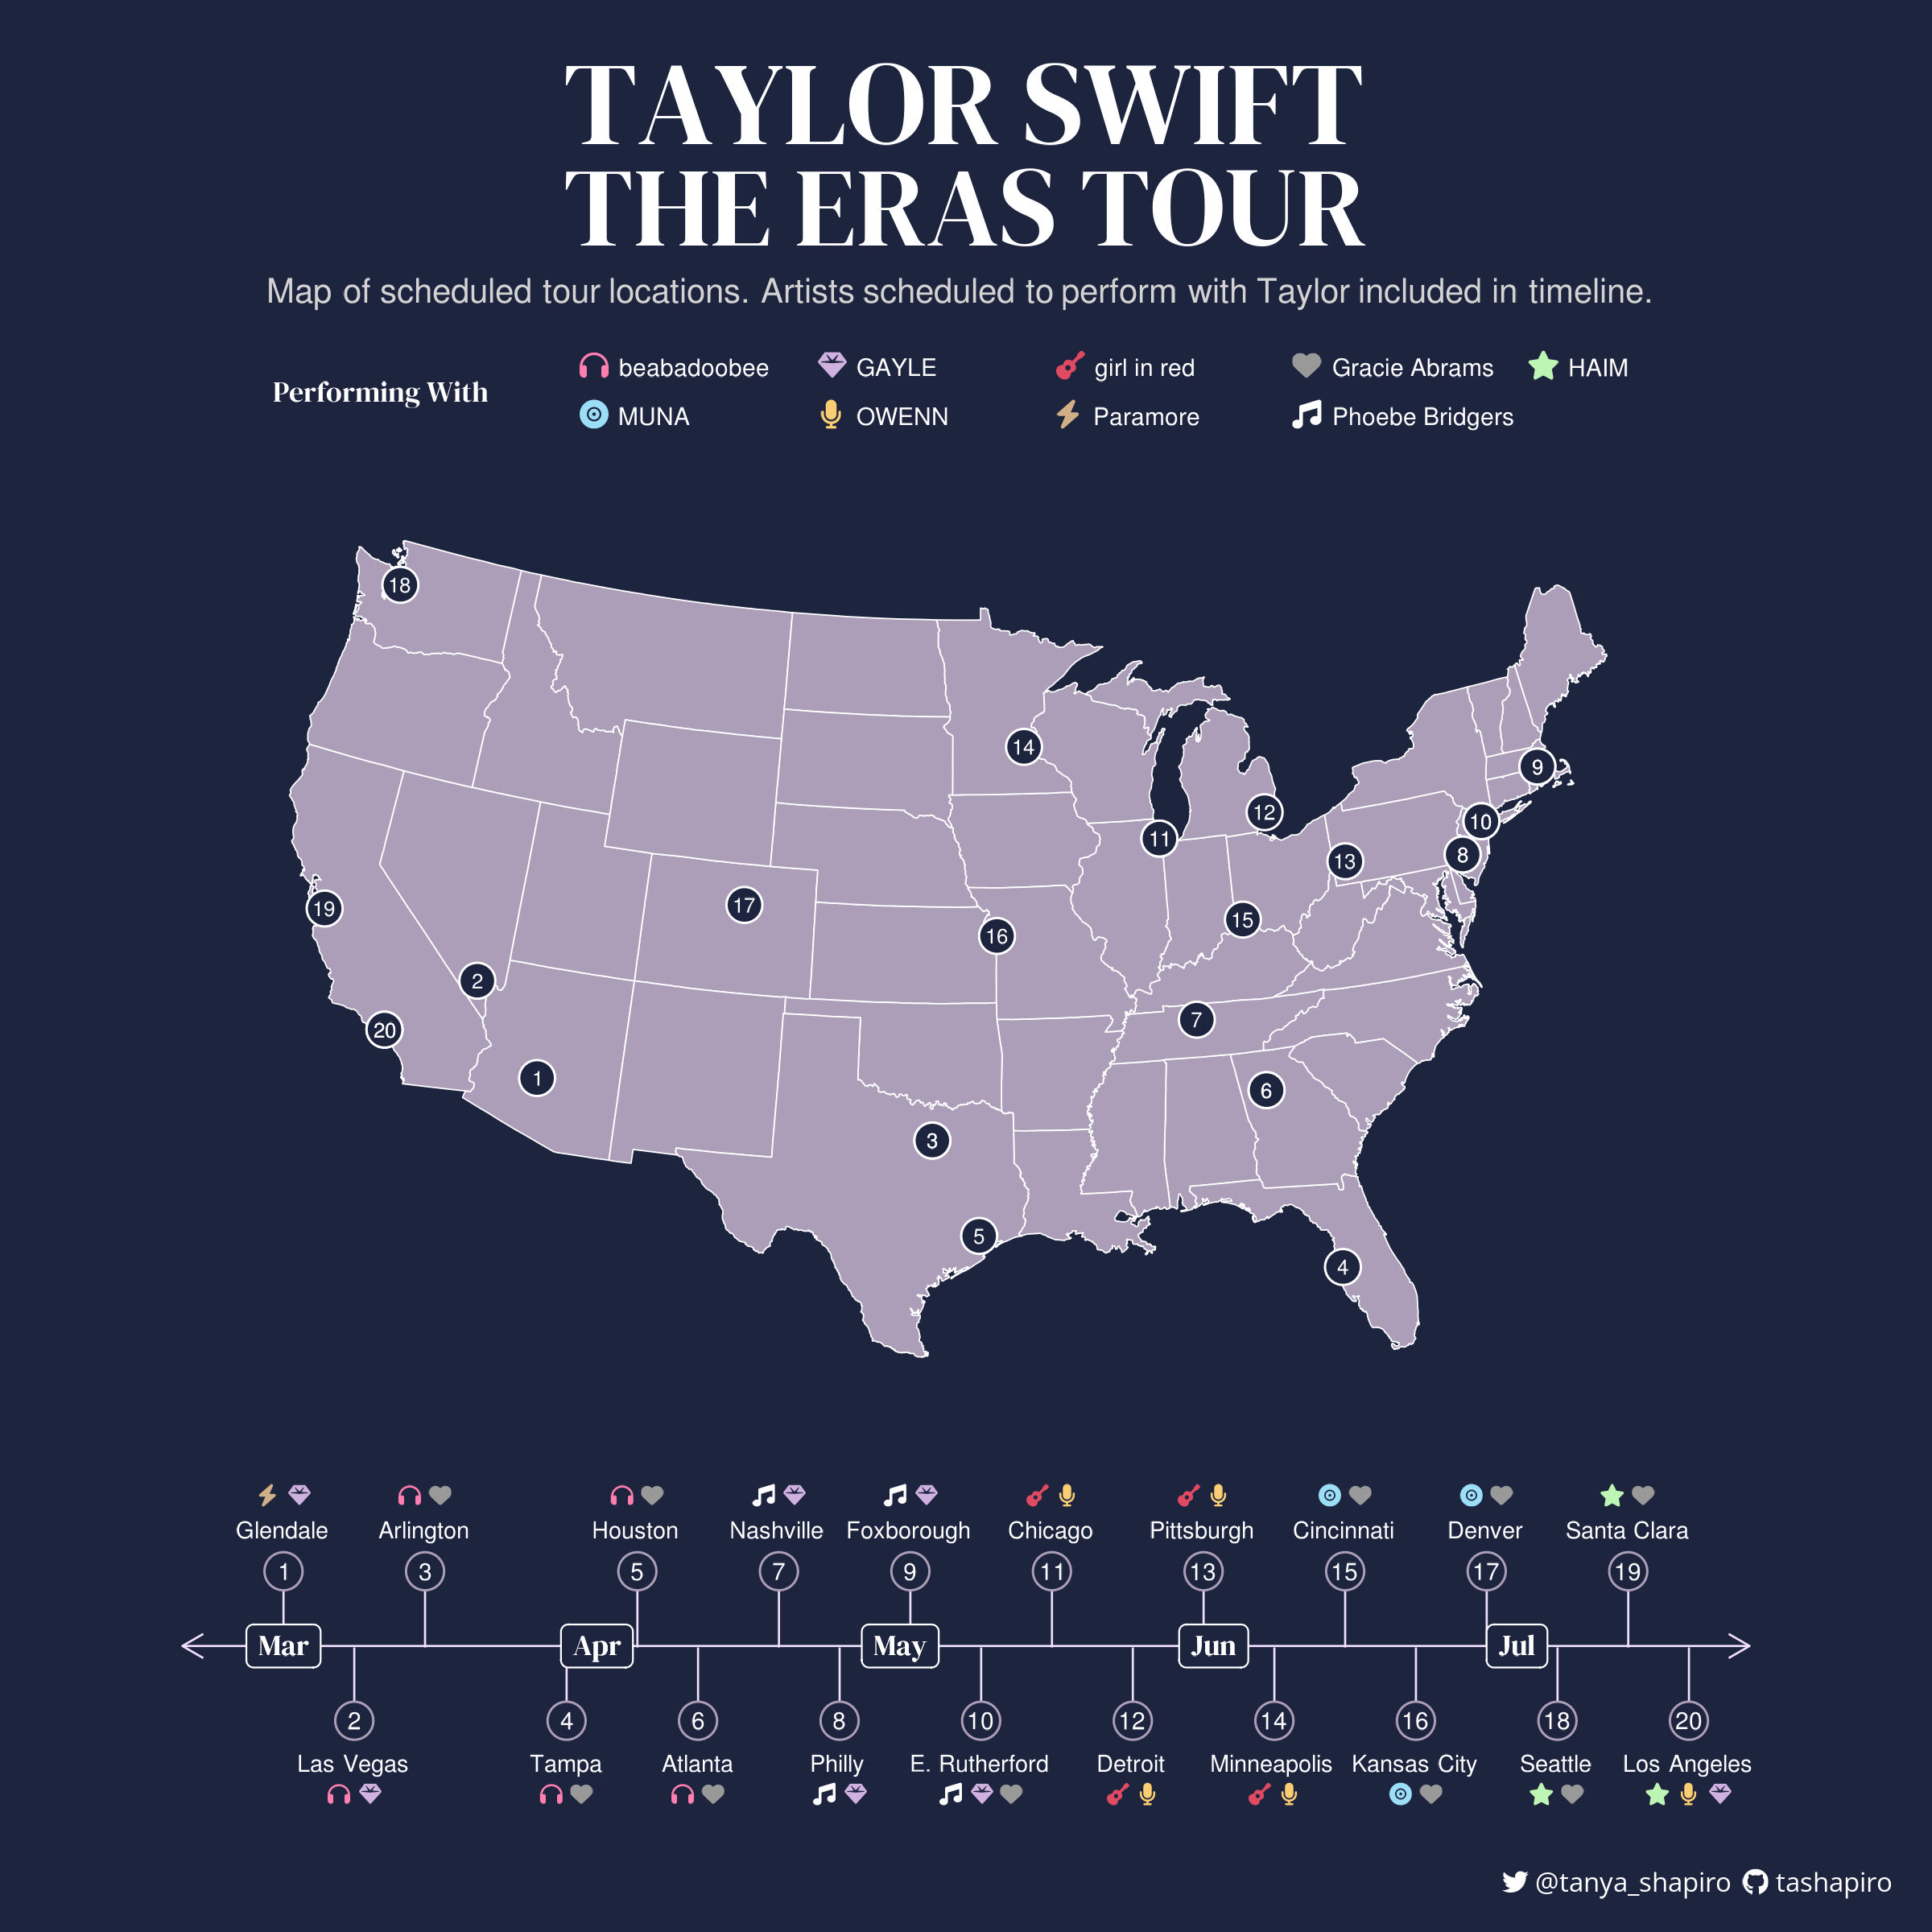 TAYLOR SWIFT
THE ERAS TOUR
Map of scheduled tour locations. Artists scheduled to perform with Taylor included in timeline.
Performing With
beabadoobee GAYLE girl in red Gracie Abrams HAIM
MUNA OWENN Paramore Phoebe Bridgers
18
14
9
12
10
11
8
13
17
19
15
16
2
7
20
1
6
3
5
4
Glendale Arlington Houston Nashville Foxborough Chicago Pittsburgh Cincinnati Denver Santa Clara
1 3 5 7 9 11 13 15 17 19
Mar Apr May Jun Jul
2 4 6 8 10 12 14 16 18 20
Las Vegas Tampa Atlanta Philly E. Rutherford Detroit Minneapolis Kansas City Seattle Los Angeles
@tanya_shapiro tashapiro